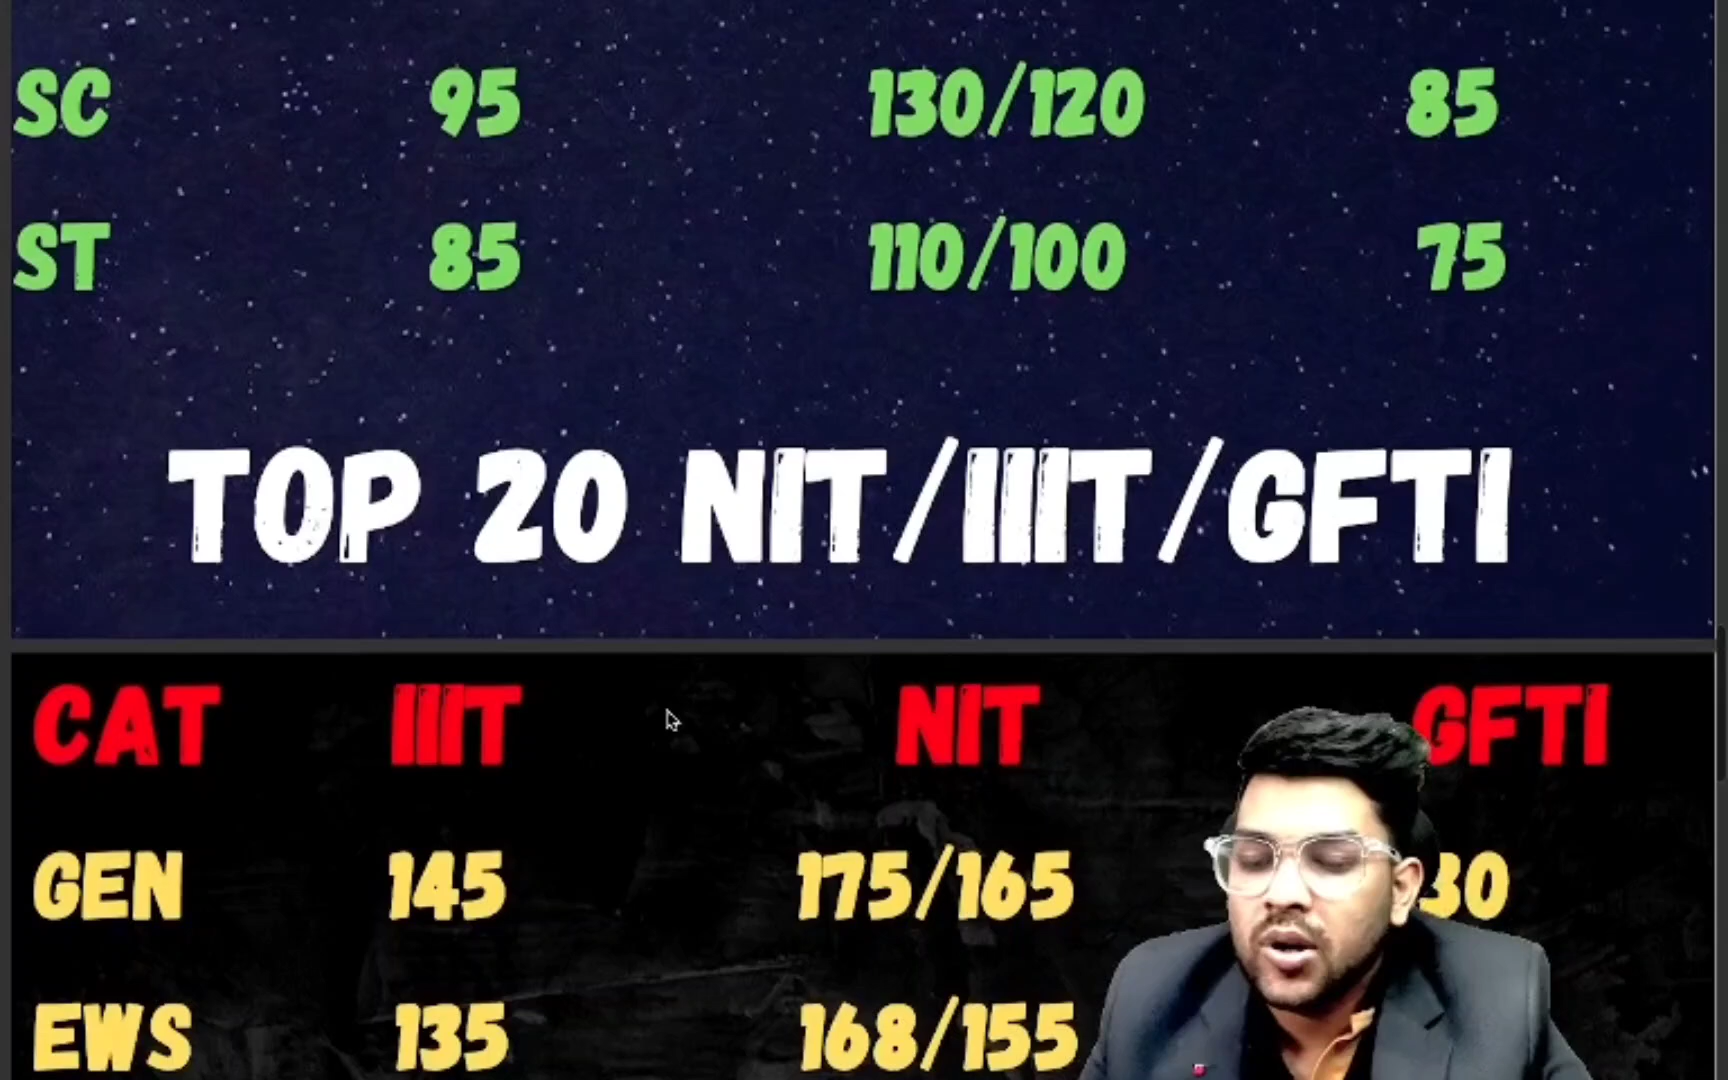 SC 95 130/120 85
ST 85 110/100 75
TOP 20 NIT/IIIT/GFTI
CAT IIIT NIT GFTI
GEN 145 175/165
EWS 135 168/155